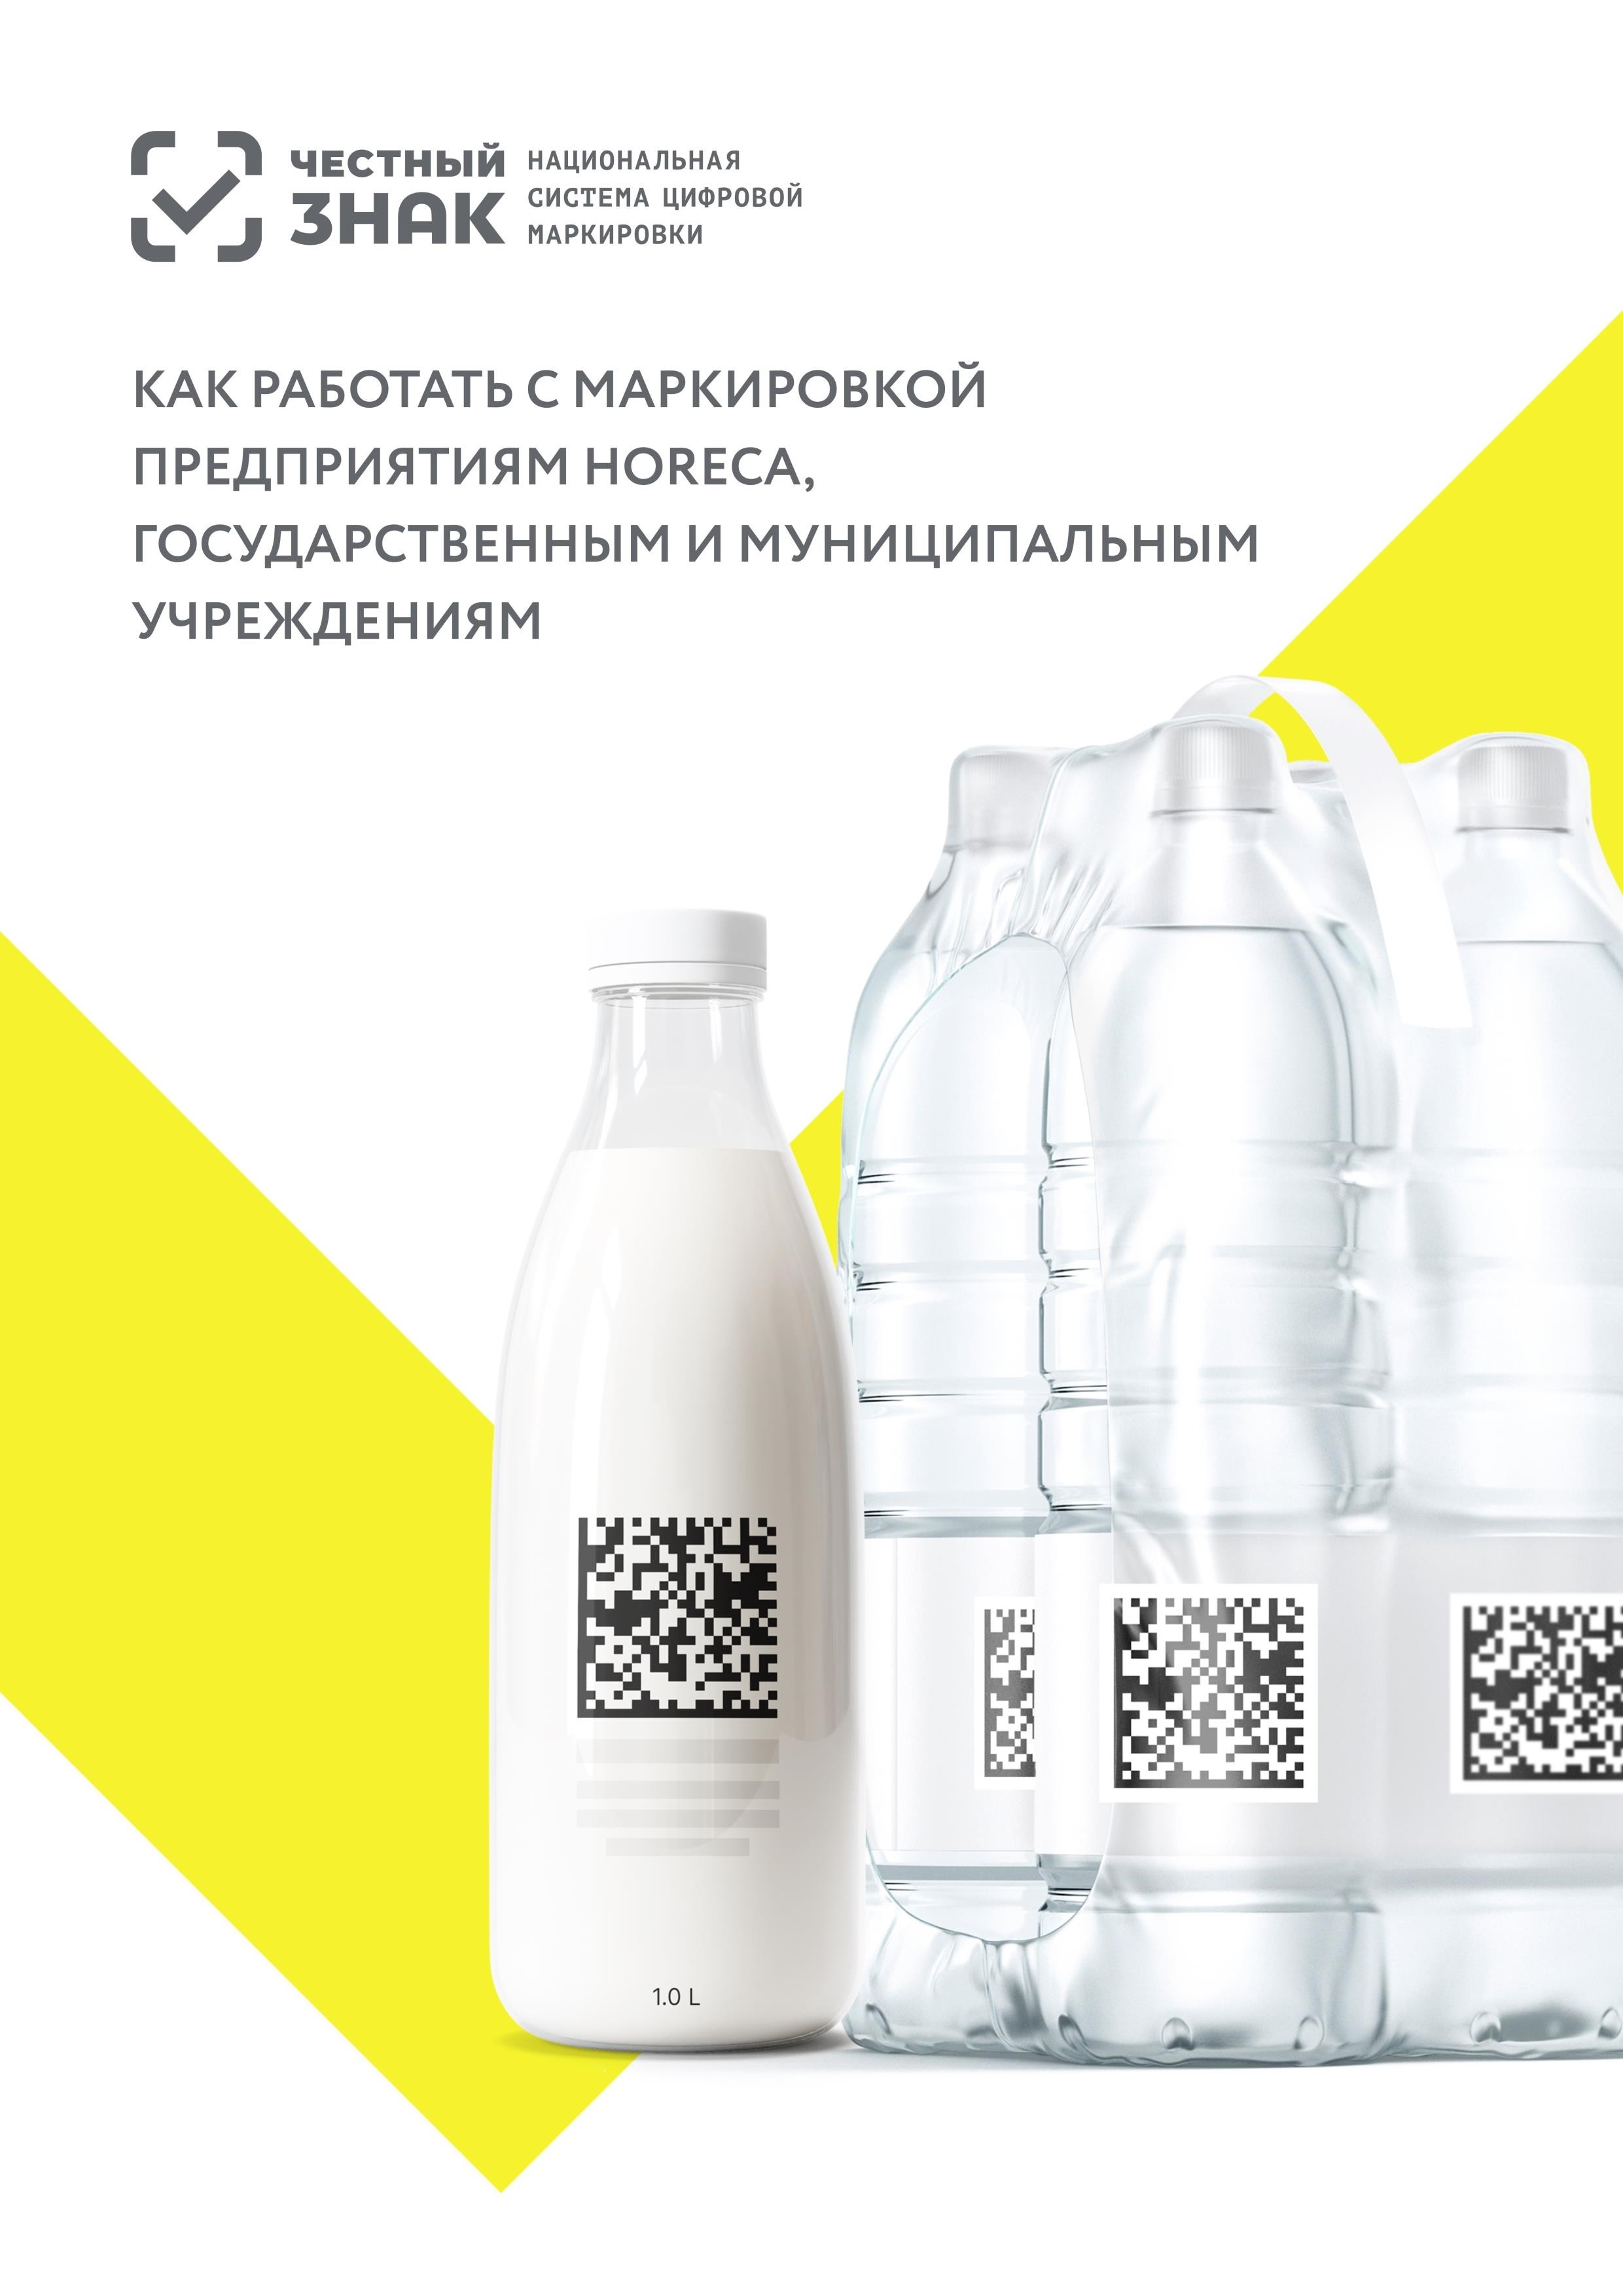 ЧЕСТНЫЙ
ЗНАК
НАЦИОНАЛЬНАЯ
СИСТЕМА ЦИФРОВОЙ
МАРКИРОВКИ
КАК РАБОТАТЬ С МАРКИРОВКОЙ
ПРЕДПРИЯТИЯМ HORECA,
ГОСУДАРСТВЕННЫМ И МУНИЦИПАЛЬНЫМ
УЧРЕЖДЕНИЯМ
1.0 L